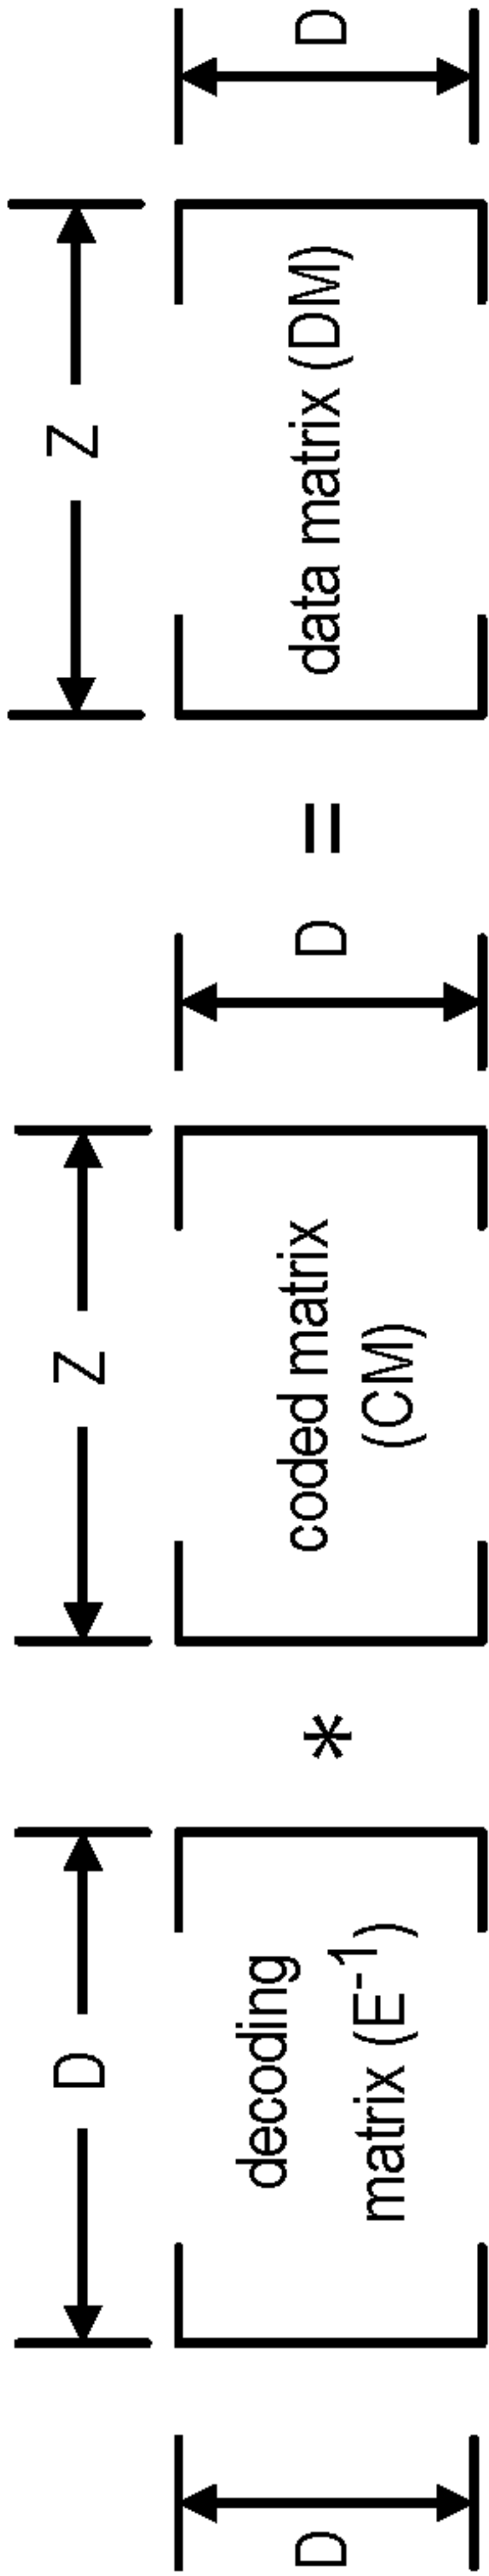 D
D
decoding
matrix (E-1)
*
Z
coded matrix
(CM)
D
=
Z
data matrix (DM)
D